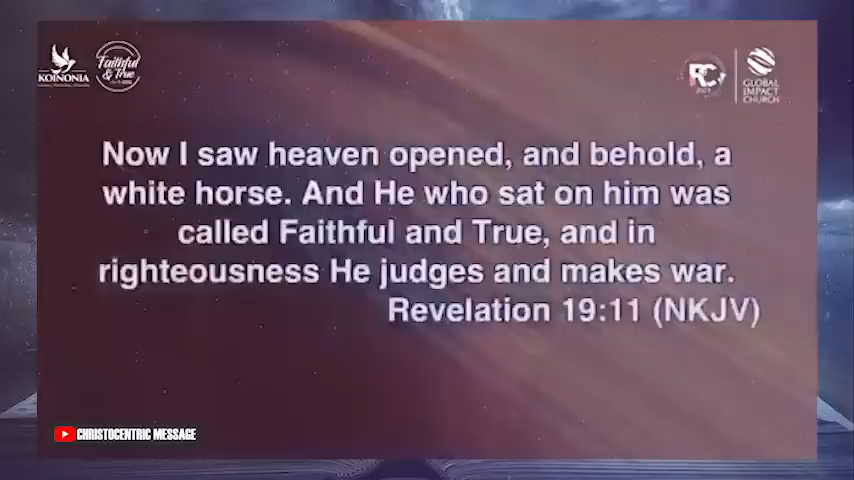 KOINONIA
Faithful
& True
RC
GLOBAL
IMPACT
CHURCH
Now I saw heaven opened, and behold, a
white horse. And He who sat on him was
called Faithful and True, and in
righteousness He judges and makes war.
Revelation 19:11 (NKJV)
CHRISTOCENTRIC MESSAGE